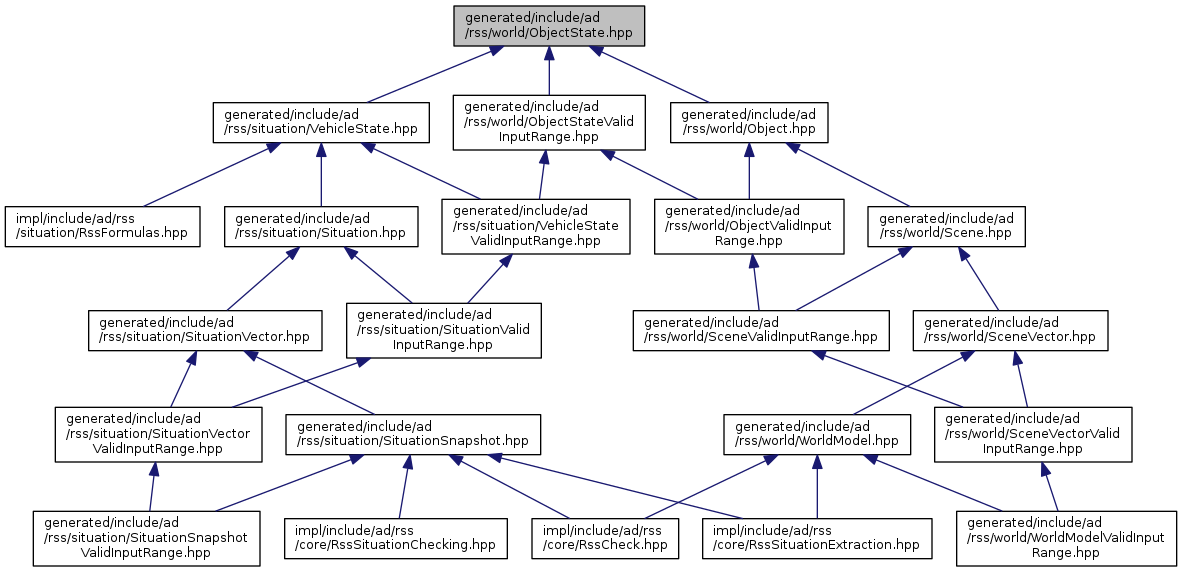 generated/include/ad
/rss/world/ObjectState.hpp
generated/include/ad
/rss/situation/VehicleState.hpp
generated/include/ad
/rss/world/ObjectStateValid
InputRange.hpp
generated/include/ad
/rss/world/Object.hpp
impl/include/ad/rss
/situation/RssFormulas.hpp
generated/include/ad
/rss/situation/Situation.hpp
generated/include/ad
/rss/situation/VehicleState
ValidInputRange.hpp
generated/include/ad
/rss/world/ObjectValidInput
Range.hpp
generated/include/ad
/rss/world/Scene.hpp
generated/include/ad
/rss/situation/SituationVector.hpp
generated/include/ad
/rss/situation/SituationValid
InputRange.hpp
generated/include/ad
/rss/world/SceneValidInputRange.hpp
generated/include/ad
/rss/world/SceneVector.hpp
generated/include/ad
/rss/situation/SituationVector
ValidInputRange.hpp
generated/include/ad
/rss/situation/SituationSnapshot.hpp
generated/include/ad
/rss/world/WorldModel.hpp
generated/include/ad
/rss/world/SceneVectorValid
InputRange.hpp
generated/include/ad
/rss/situation/SituationSnapshot
ValidInputRange.hpp
impl/include/ad/rss
/core/RssSituationChecking.hpp
impl/include/ad/rss
/core/RssCheck.hpp
impl/include/ad/rss
/core/RssSituationExtraction.hpp
generated/include/ad
/rss/world/WorldModelValidInput
Range.hpp